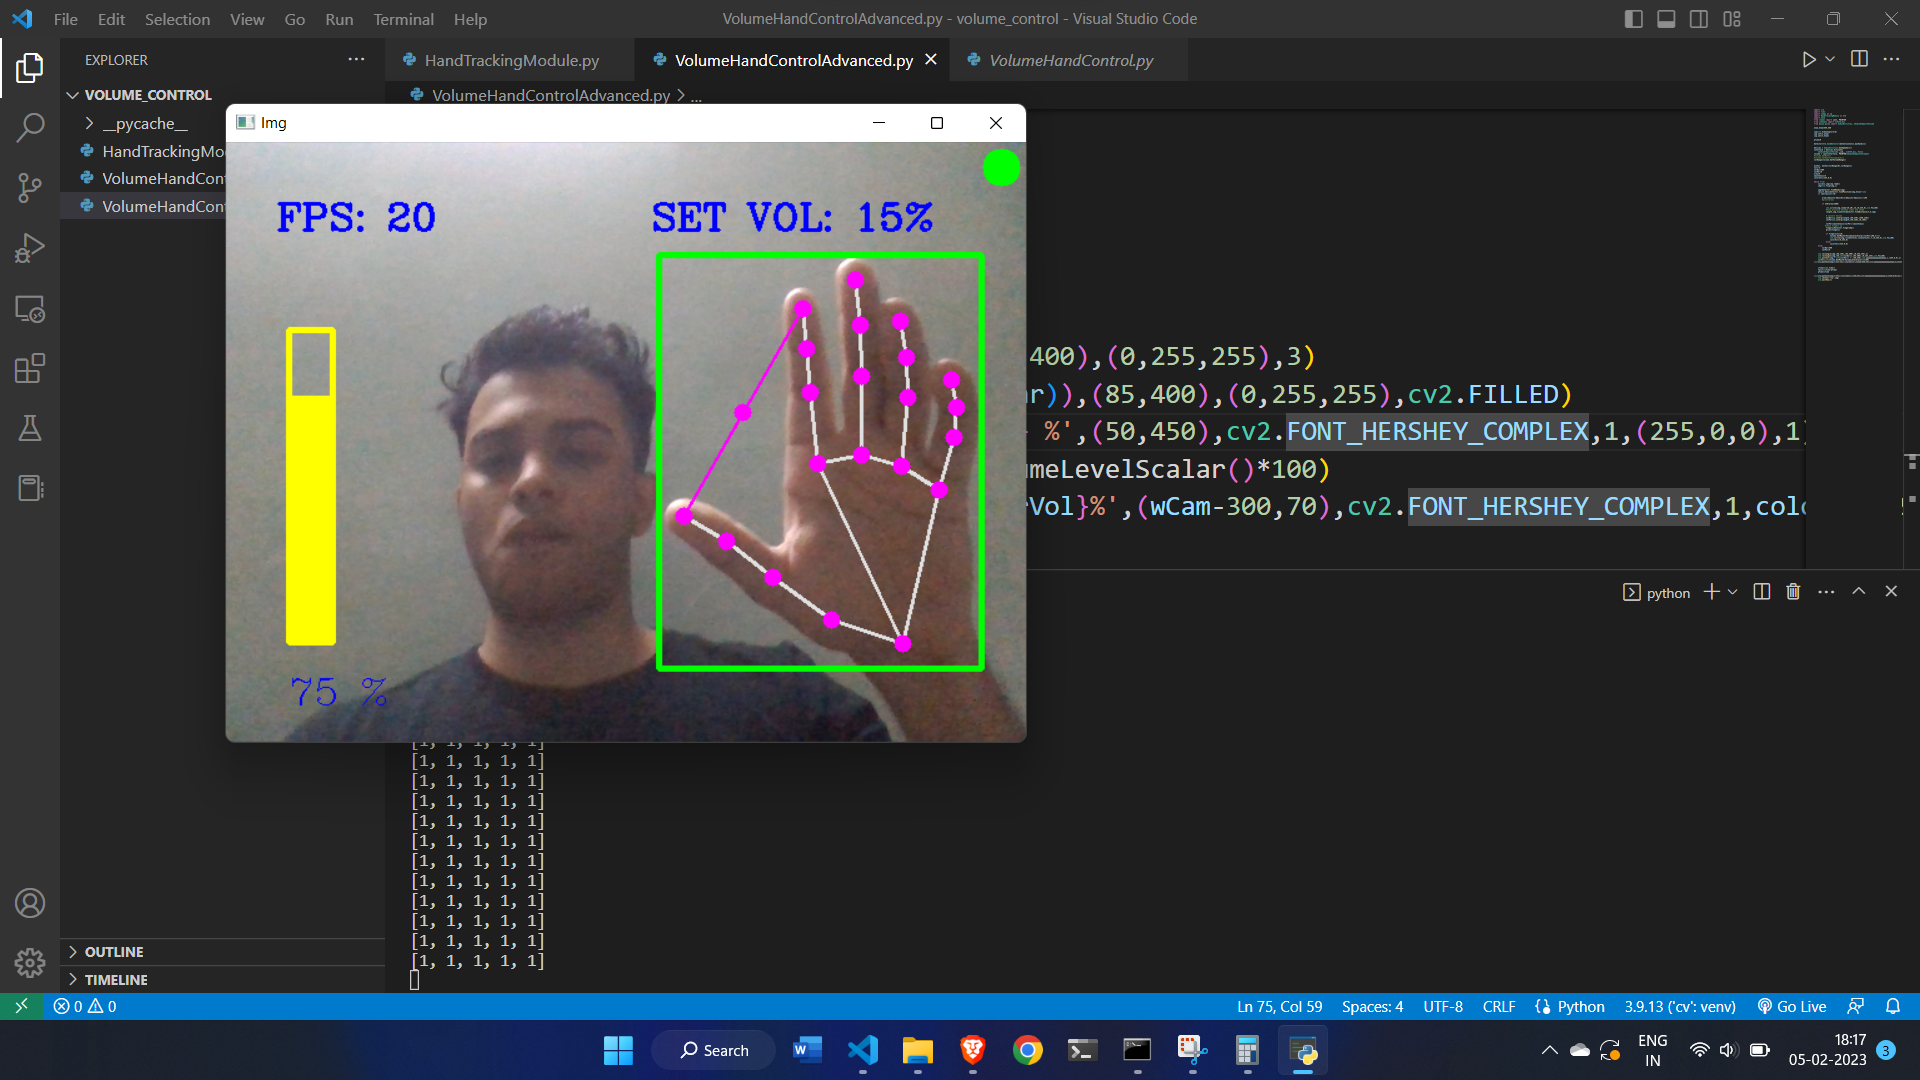 File Edit Selection View Go Run Terminal Help
VolumeHandControlAdvanced.py - volume_control - Visual Studio Code
EXPLORER
HandTrackingModule.py
VolumeHandControlAdvanced.py
VolumeHandControl.py
VOLUME_CONTROL
VolumeHandControlAdvanced.py > ...
__pycache__
HandTrackingMo
VolumeHandCont
VolumeHandCont
Img
FPS: 20
SET VOL: 15%
75 %
400),(0,255,255),3)
ar)),(85,400),(0,255,255),cv2.FILLED)
%',(50,450),cv2.FONT_HERSHEY_COMPLEX,1,(255,0,0),1)
umeLevelScalar()*100)
Vol}%',(wCam-300,70),cv2.FONT_HERSHEY_COMPLEX,1,colo
python
[1, 1, 1, 1, 1]
[1, 1, 1, 1, 1]
[1, 1, 1, 1, 1]
[1, 1, 1, 1, 1]
[1, 1, 1, 1, 1]
[1, 1, 1, 1, 1]
[1, 1, 1, 1, 1]
[1, 1, 1, 1, 1]
[1, 1, 1, 1, 1]
[1, 1, 1, 1, 1]
[1, 1, 1, 1, 1]
[1, 1, 1, 1, 1]
OUTLINE
TIMELINE
0 0
Ln 75, Col 59
Spaces: 4
UTF-8
CRLF
Python
3.9.13 ('cv': venv)
Go Live
Search
ENG
IN
18:17
05-02-2023
3